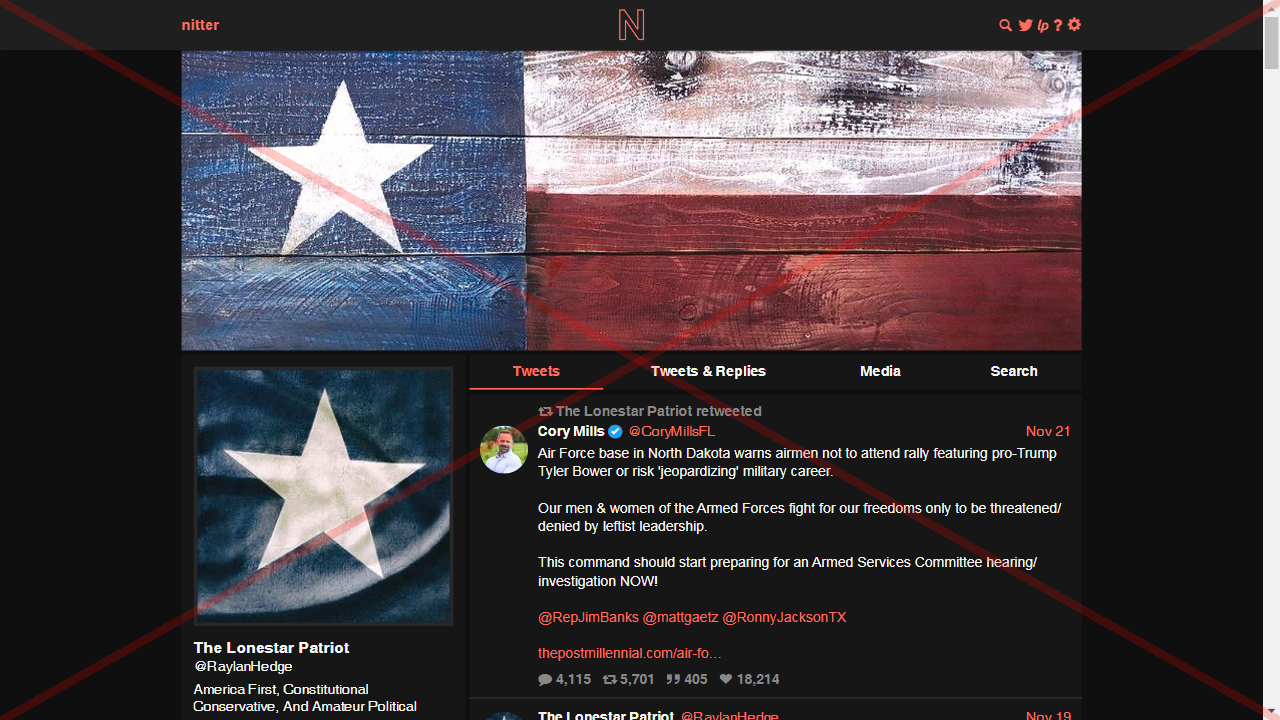 nitter
N
lp ?
Tweets
Tweets & Replies
Media
Search
The Lonestar Patriot retweeted
Cory Mills @CoryMillsFL Nov 21
Air Force base in North Dakota warns airmen not to attend rally featuring pro-Trump
Tyler Bower or risk 'jeopardizing' military career.
Our men & women of the Armed Forces fight for our freedoms only to be threatened/
denied by leftist leadership.
This command should start preparing for an Armed Services Committee hearing/
investigation NOW!
@RepJimBanks @mattgaetz @RonnyJacksonTX
thepostmillennial.com/air-fo…
4,115 5,701 405 18,214
The Lonestar Patriot @RaylanHedge Nov 19
The Lonestar Patriot
@RaylanHedge
America First, Constitutional
Conservative, And Amateur Political